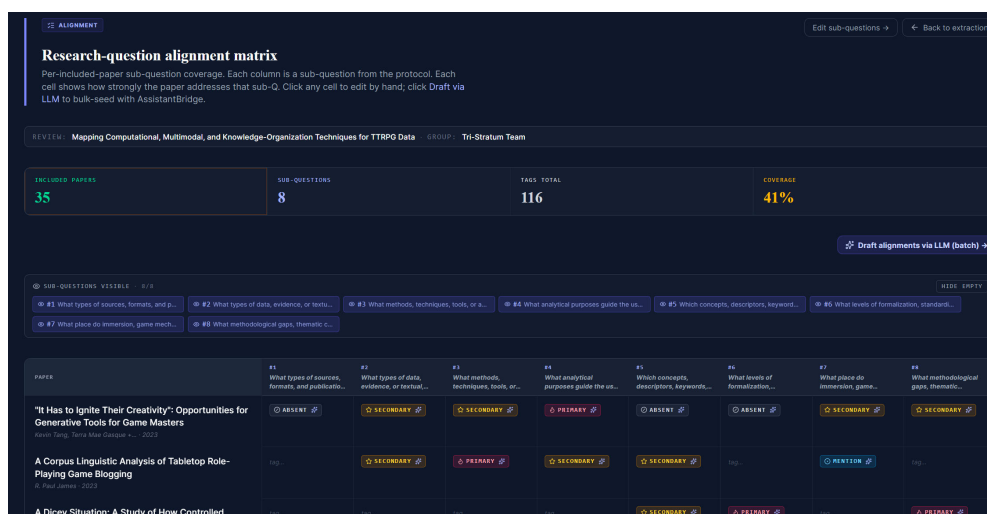 ALIGNMENT
Edit sub-questions →
← Back to extraction
Research-question alignment matrix
Per-included-paper sub-question coverage. Each column is a sub-question from the protocol. Each
cell shows how strongly the paper addresses that sub-Q. Click any cell to edit by hand; click Draft via
LLM to bulk-seed with AssistantBridge.
REVIEW: Mapping Computational, Multimodal, and Knowledge-Organization Techniques for TTRPG Data · GROUP: Tri-Stratum Team
INCLUDED PAPERS
35
SUB-QUESTIONS
8
TAGS TOTAL
116
COVERAGE
41%
Draft alignments via LLM (batch) →
SUB-QUESTIONS VISIBLE · 8/8
HIDE EMPTY
#1 What types of sources, formats, and p…
#2 What types of data, evidence, or textu…
#3 What methods, techniques, tools, or a…
#4 What analytical purposes guide the us…
#5 Which concepts, descriptors, keyword…
#6 What levels of formalization, standardi…
#7 What place do immersion, game mech…
#8 What methodological gaps, thematic c…
PAPER
#1
What types of sources,
formats, and publicatio…
#2
What types of data,
evidence, or textual,…
#3
What methods,
techniques, tools, or…
#4
What analytical
purposes guide the us…
#5
Which concepts,
descriptors, keywords,…
#6
What levels of
formalization,…
#7
What place do
immersion, game…
#8
What methodological
gaps, thematic…
"It Has to Ignite Their Creativity": Opportunities for
Generative Tools for Game Masters
Kevin Tang, Terra Mae Gasque +… · 2023
ABSENT
SECONDARY
SECONDARY
PRIMARY
ABSENT
ABSENT
SECONDARY
SECONDARY
A Corpus Linguistic Analysis of Tabletop Role-
Playing Game Blogging
R. Paul James · 2023
tag…
SECONDARY
PRIMARY
SECONDARY
SECONDARY
tag…
MENTION
tag…
A Dicey Situation: A Study of How Controlled
SECONDARY
PRIMARY
PRIMARY